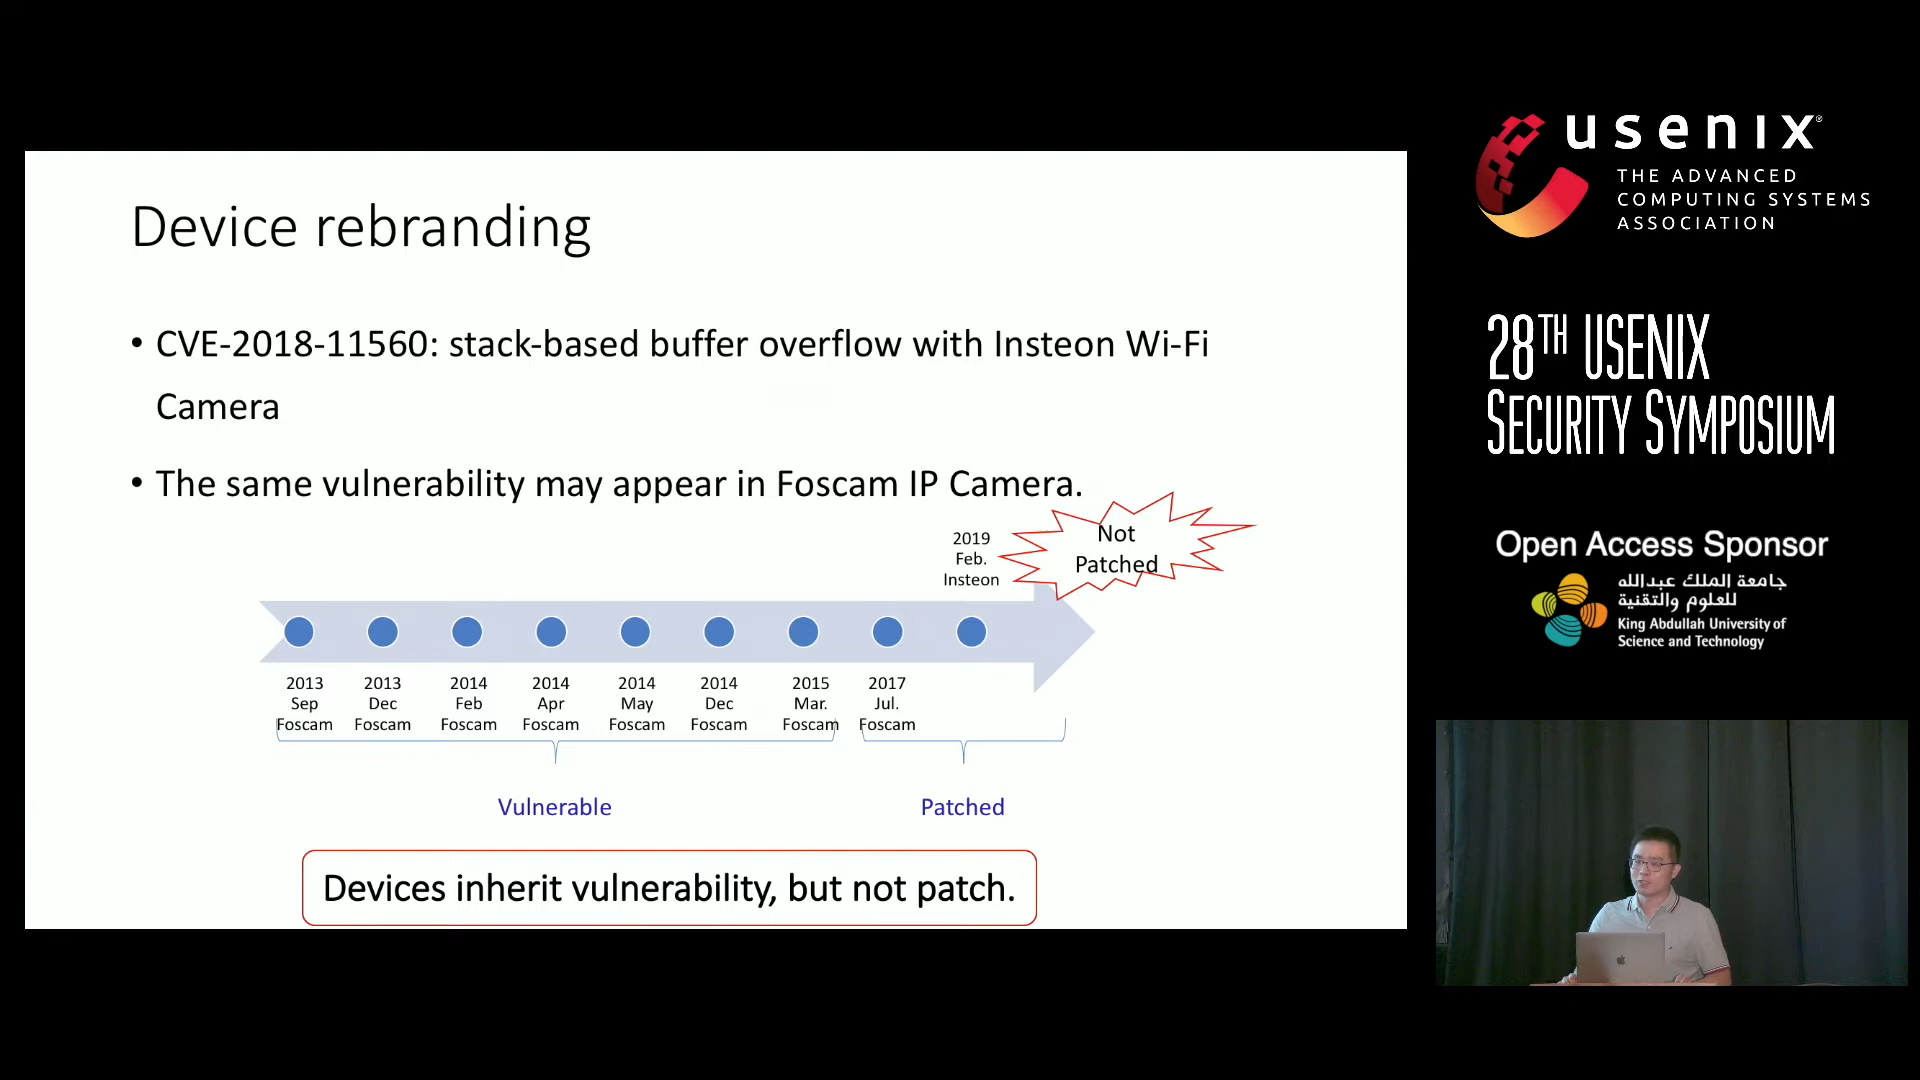 Device rebranding
• CVE-2018-11560: stack-based buffer overflow with Insteon Wi-Fi
Camera
• The same vulnerability may appear in Foscam IP Camera.
Not
Patched
2019
Feb.
Insteon
2013
Sep
Foscam
2013
Dec
Foscam
2014
Feb
Foscam
2014
Apr
Foscam
2014
May
Foscam
2014
Dec
Foscam
2015
Mar.
Foscam
2017
Jul.
Foscam
Vulnerable
Patched
Devices inherit vulnerability, but not patch.
usenix®
THE ADVANCED
COMPUTING SYSTEMS
ASSOCIATION
28TH USENIX
SECURITY SYMPOSIUM
Open Access Sponsor
جامعة الملك عبدالله
للعلوم والتقنية
King Abdullah University of
Science and Technology